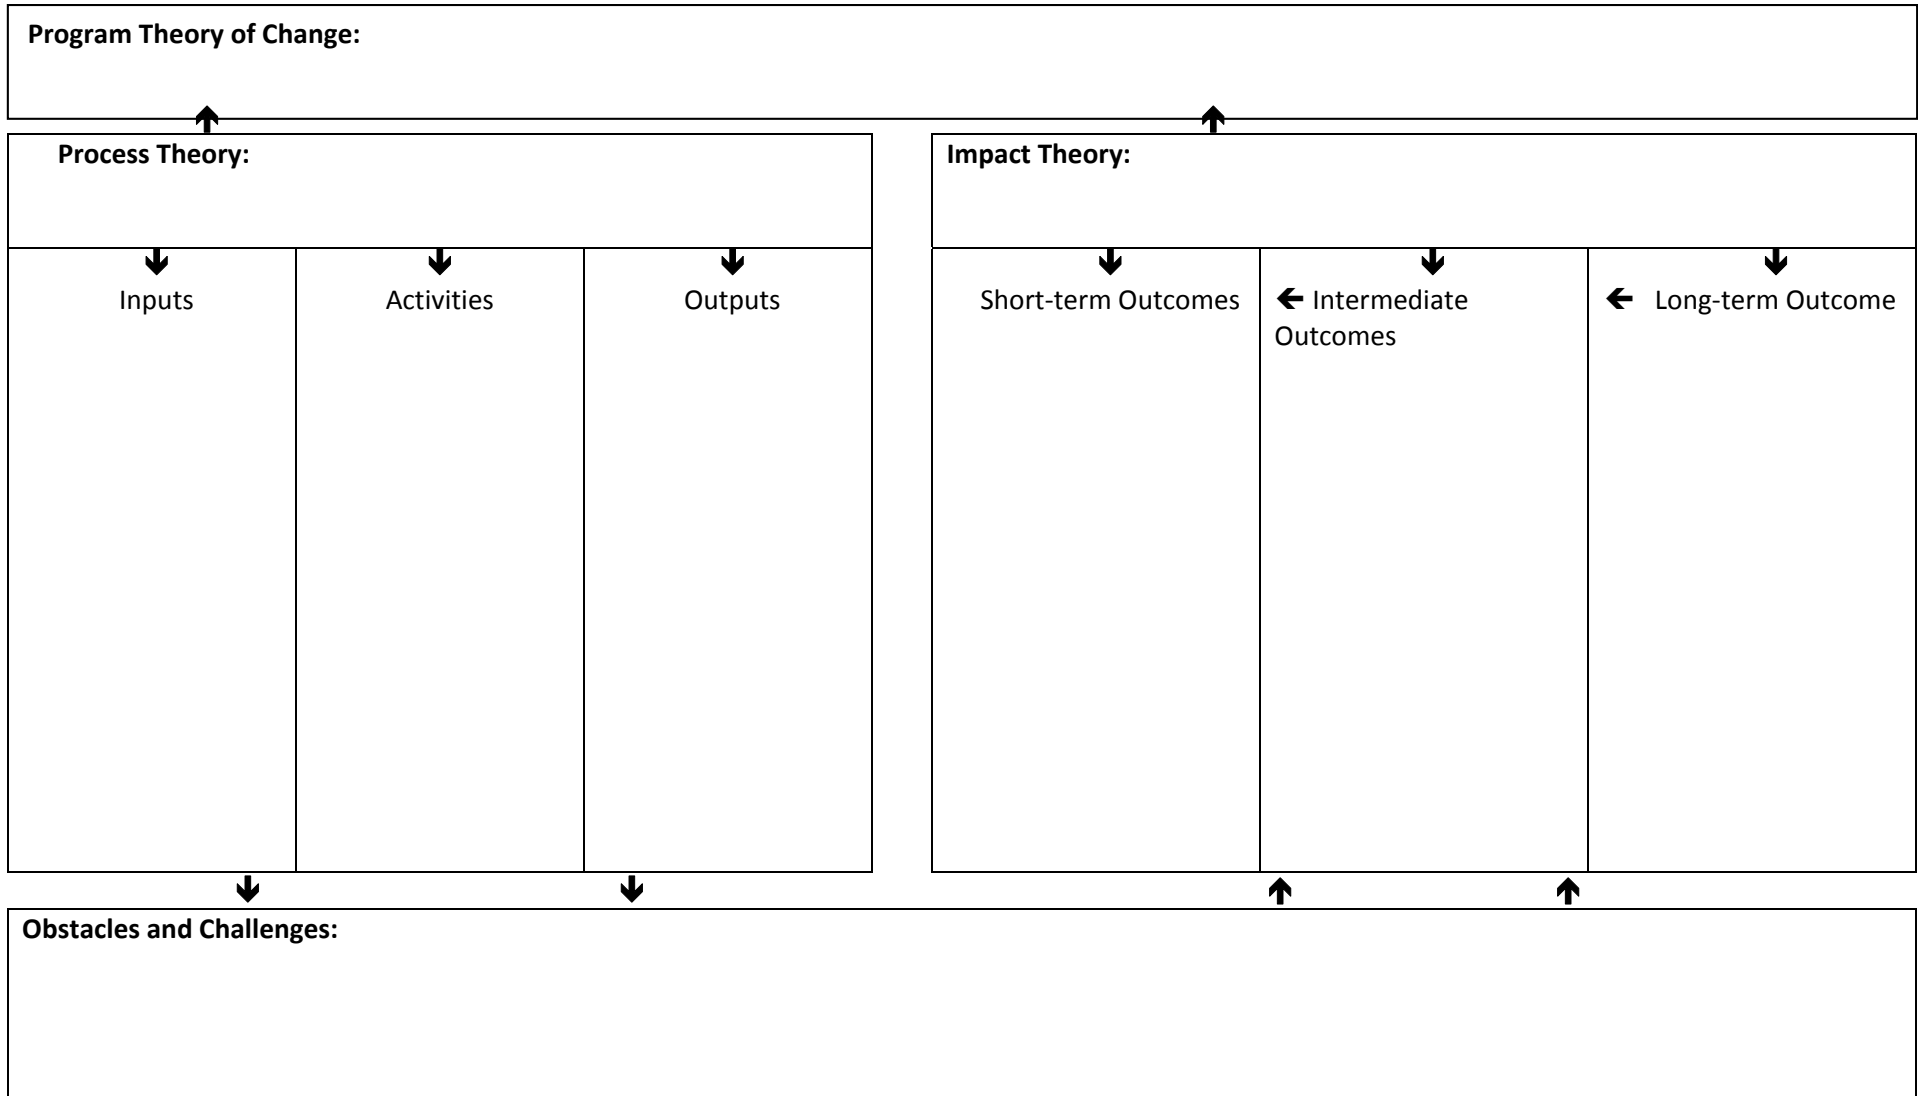 Program Theory of Change:
Process Theory:
Impact Theory:
Inputs
Activities
Outputs
Short-term Outcomes
← Intermediate
Outcomes
← Long-term Outcome
Obstacles and Challenges: